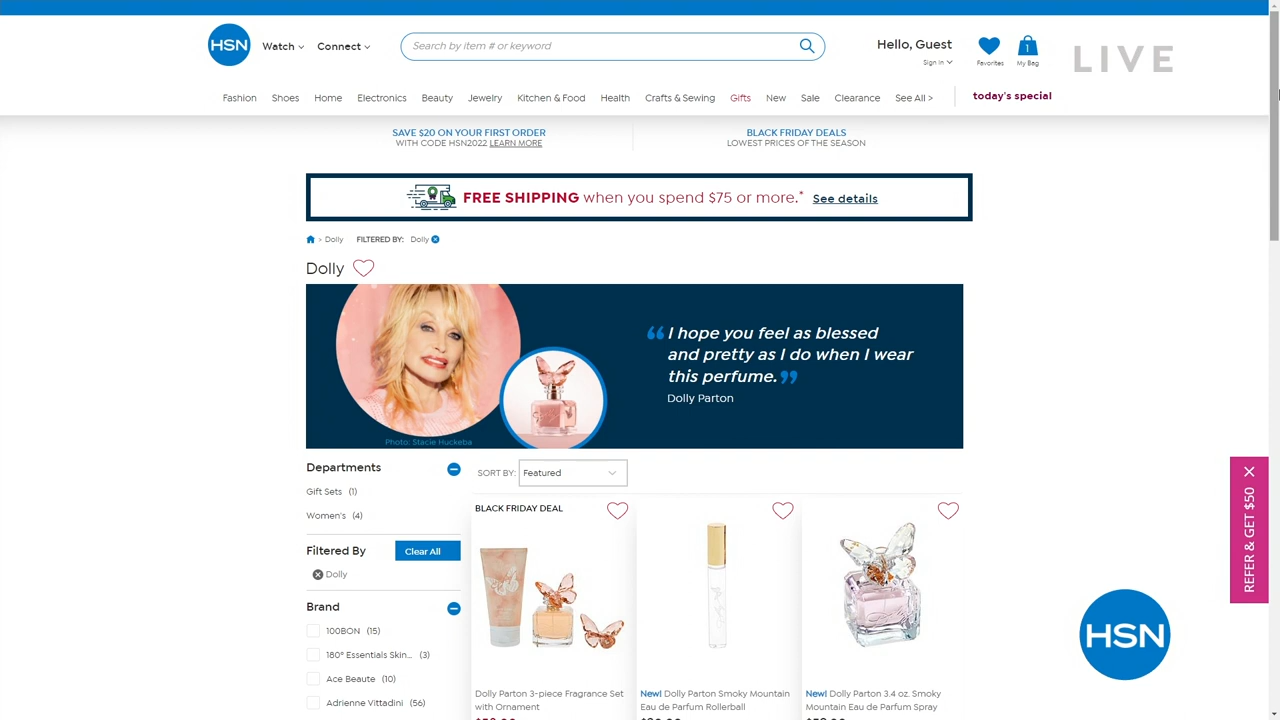 HSN
Watch
Connect
Search by item # or keyword
Hello, Guest
Sign In
Favorites
1
My Bag
LIVE
Fashion
Shoes
Home
Electronics
Beauty
Jewelry
Kitchen & Food
Health
Crafts & Sewing
Gifts
New
Sale
Clearance
See All >
today's special
SAVE $20 ON YOUR FIRST ORDER
WITH CODE HSN2022 LEARN MORE
BLACK FRIDAY DEALS
LOWEST PRICES OF THE SEASON
FREE SHIPPING when you spend $75 or more.* See details
> Dolly FILTERED BY: Dolly
Dolly
“ I hope you feel as blessed
and pretty as I do when I wear
this perfume. ”
Dolly Parton
Photo: Stacie Huckeba
Departments
Gift Sets (1)
Women's (4)
Filtered By
Clear All
Dolly
Brand
100BON (15)
180º Essentials Skin... (3)
Ace Beaute (10)
Adrienne Vittadini (56)
SORT BY: Featured
BLACK FRIDAY DEAL
Dolly Parton 3-piece Fragrance Set
with Ornament
New! Dolly Parton Smoky Mountain
Eau de Parfum Rollerball
New! Dolly Parton 3.4 oz. Smoky
Mountain Eau de Parfum Spray
REFER & GET $50
HSN